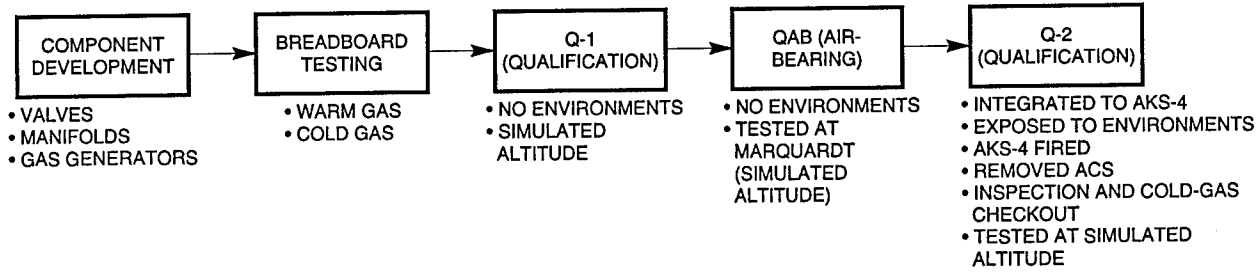 COMPONENT
DEVELOPMENT
• VALVES
• MANIFOLDS
• GAS GENERATORS
BREADBOARD
TESTING
• WARM GAS
• COLD GAS
Q-1
(QUALIFICATION)
• NO ENVIRONMENTS
• SIMULATED
ALTITUDE
QAB (AIR-
BEARING)
• NO ENVIRONMENTS
• TESTED AT
MARQUARDT
(SIMULATED
ALTITUDE)
Q-2
(QUALIFICATION)
• INTEGRATED TO AKS-4
• EXPOSED TO ENVIRONMENTS
• AKS-4 FIRED
• REMOVED ACS
• INSPECTION AND COLD-GAS
CHECKOUT
• TESTED AT SIMULATED
ALTITUDE